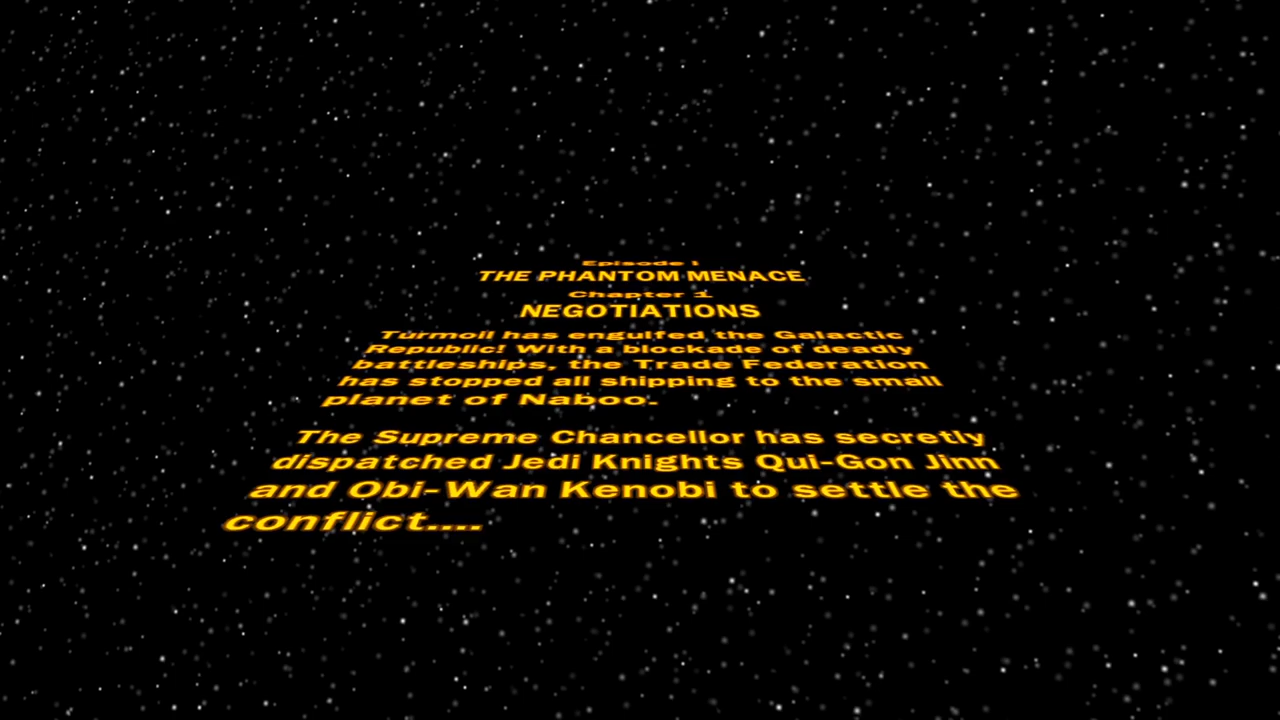 Episode I
THE PHANTOM MENACE
Chapter 1
NEGOTIATIONS
Turmoil has engulfed the Galactic
Republic! With a blockade of deadly
battleships, the Trade Federation
has stopped all shipping to the small
planet of Naboo.
The Supreme Chancellor has secretly
dispatched Jedi Knights Qui-Gon Jinn
and Obi-Wan Kenobi to settle the
conflict....